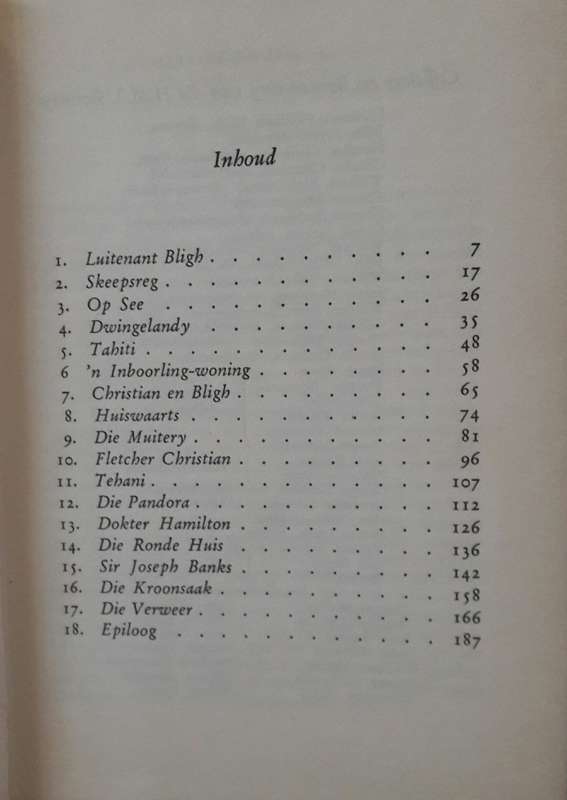 Inhoud
1. Luitenant Bligh . . . . . . . . . . 7
2. Skeepsreg . . . . . . . . . . . . 17
3. Op See . . . . . . . . . . . . 26
4. Dwingelandy . . . . . . . . . . 35
5. Tahiti . . . . . . . . . . . . . 48
6 'n Inboorling-woning . . . . . . . . 58
7. Christian en Bligh . . . . . . . . . 65
8. Huiswaarts . . . . . . . . . . . 74
9. Die Muitery . . . . . . . . . . . 81
10. Fletcher Christian . . . . . . . . . 96
11. Tehani . . . . . . . . . . . . . 107
12. Die Pandora . . . . . . . . . . . 112
13. Dokter Hamilton . . . . . . . . . 126
14. Die Ronde Huis . . . . . . . . . 136
15. Sir Joseph Banks . . . . . . . . . 142
16. Die Kroonsaak . . . . . . . . . . 158
17. Die Verweer . . . . . . . . . . . 166
18. Epiloog . . . . . . . . . . . . 187